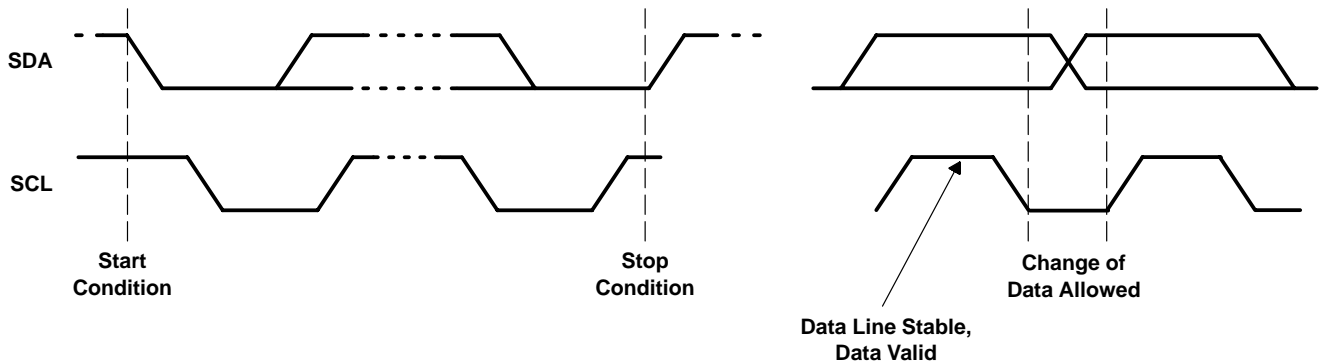 SDA
SCL
Start
Condition
Stop
Condition
Change of
Data Allowed
Data Line Stable,
Data Valid